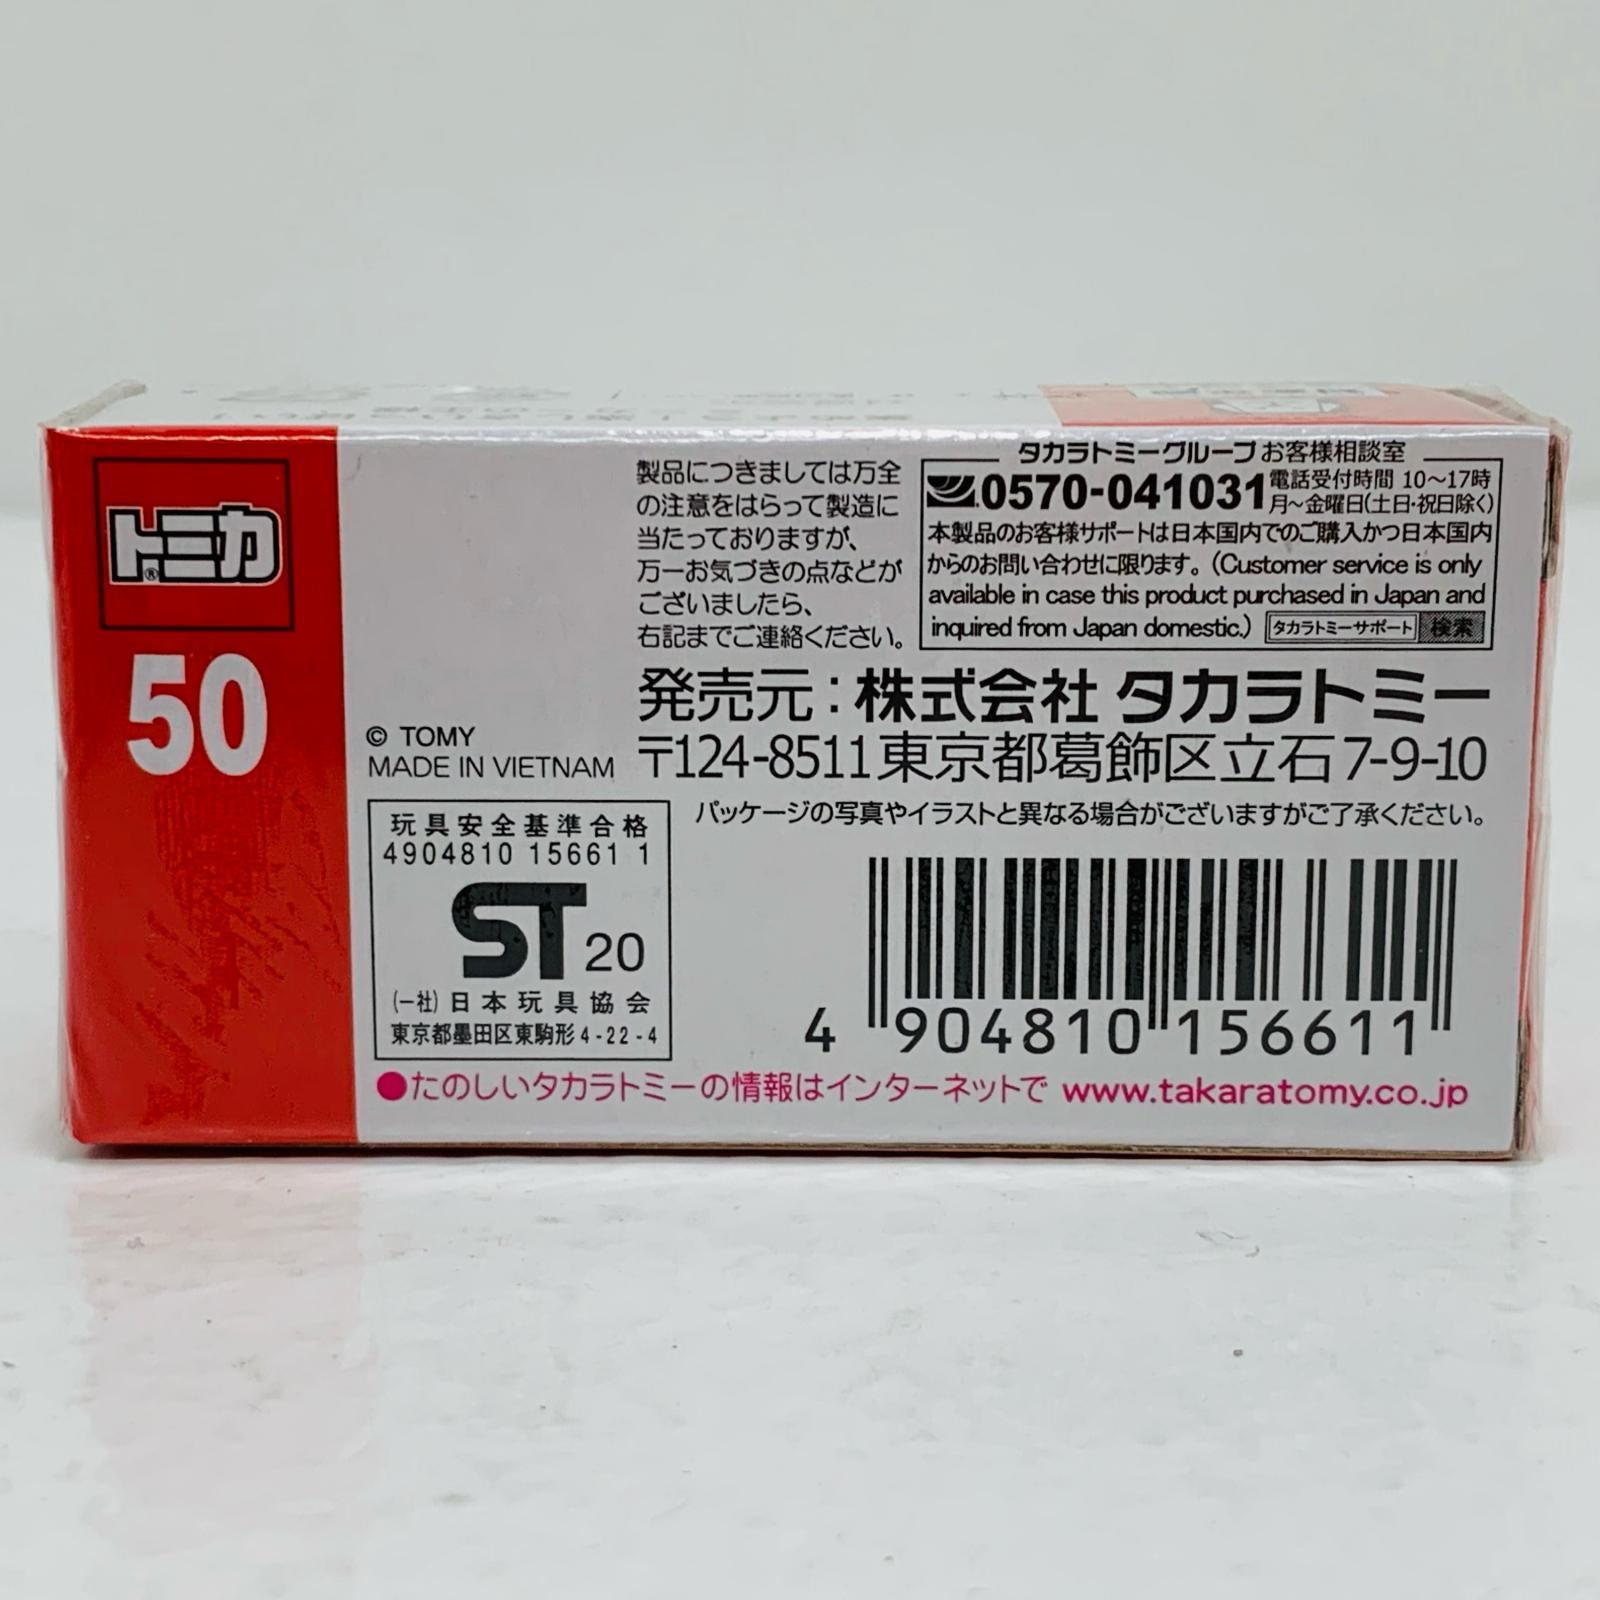 トミカ®
50
© TOMY
MADE IN VIETNAM
玩具安全基準合格
4904810 15661 1
ST 20
(一社)日本玩具協会
東京都墨田区東駒形4-22-4
製品につきましては万全
の注意をはらって製造に
当たっておりますが、
万一お気づきの点などが
ございましたら、
右記までご連絡ください。
タカラトミーグループお客様相談室
0570-041031
電話受付時間 10〜17時
月〜金曜日(土日・祝日除く)
本製品のお客様サポートは日本国内でのご購入かつ日本国内
からのお問い合わせに限ります。(Customer service is only
available in case this product purchased in Japan and
inquired from Japan domestic.) タカラトミーサポート 検索
発売元:株式会社 タカラトミー
〒124-8511東京都葛飾区立石7-9-10
パッケージの写真やイラストと異なる場合がございますがご了承ください。
4 904810 156611
●たのしいタカラトミーの情報はインターネットで www.takaratomy.co.jp